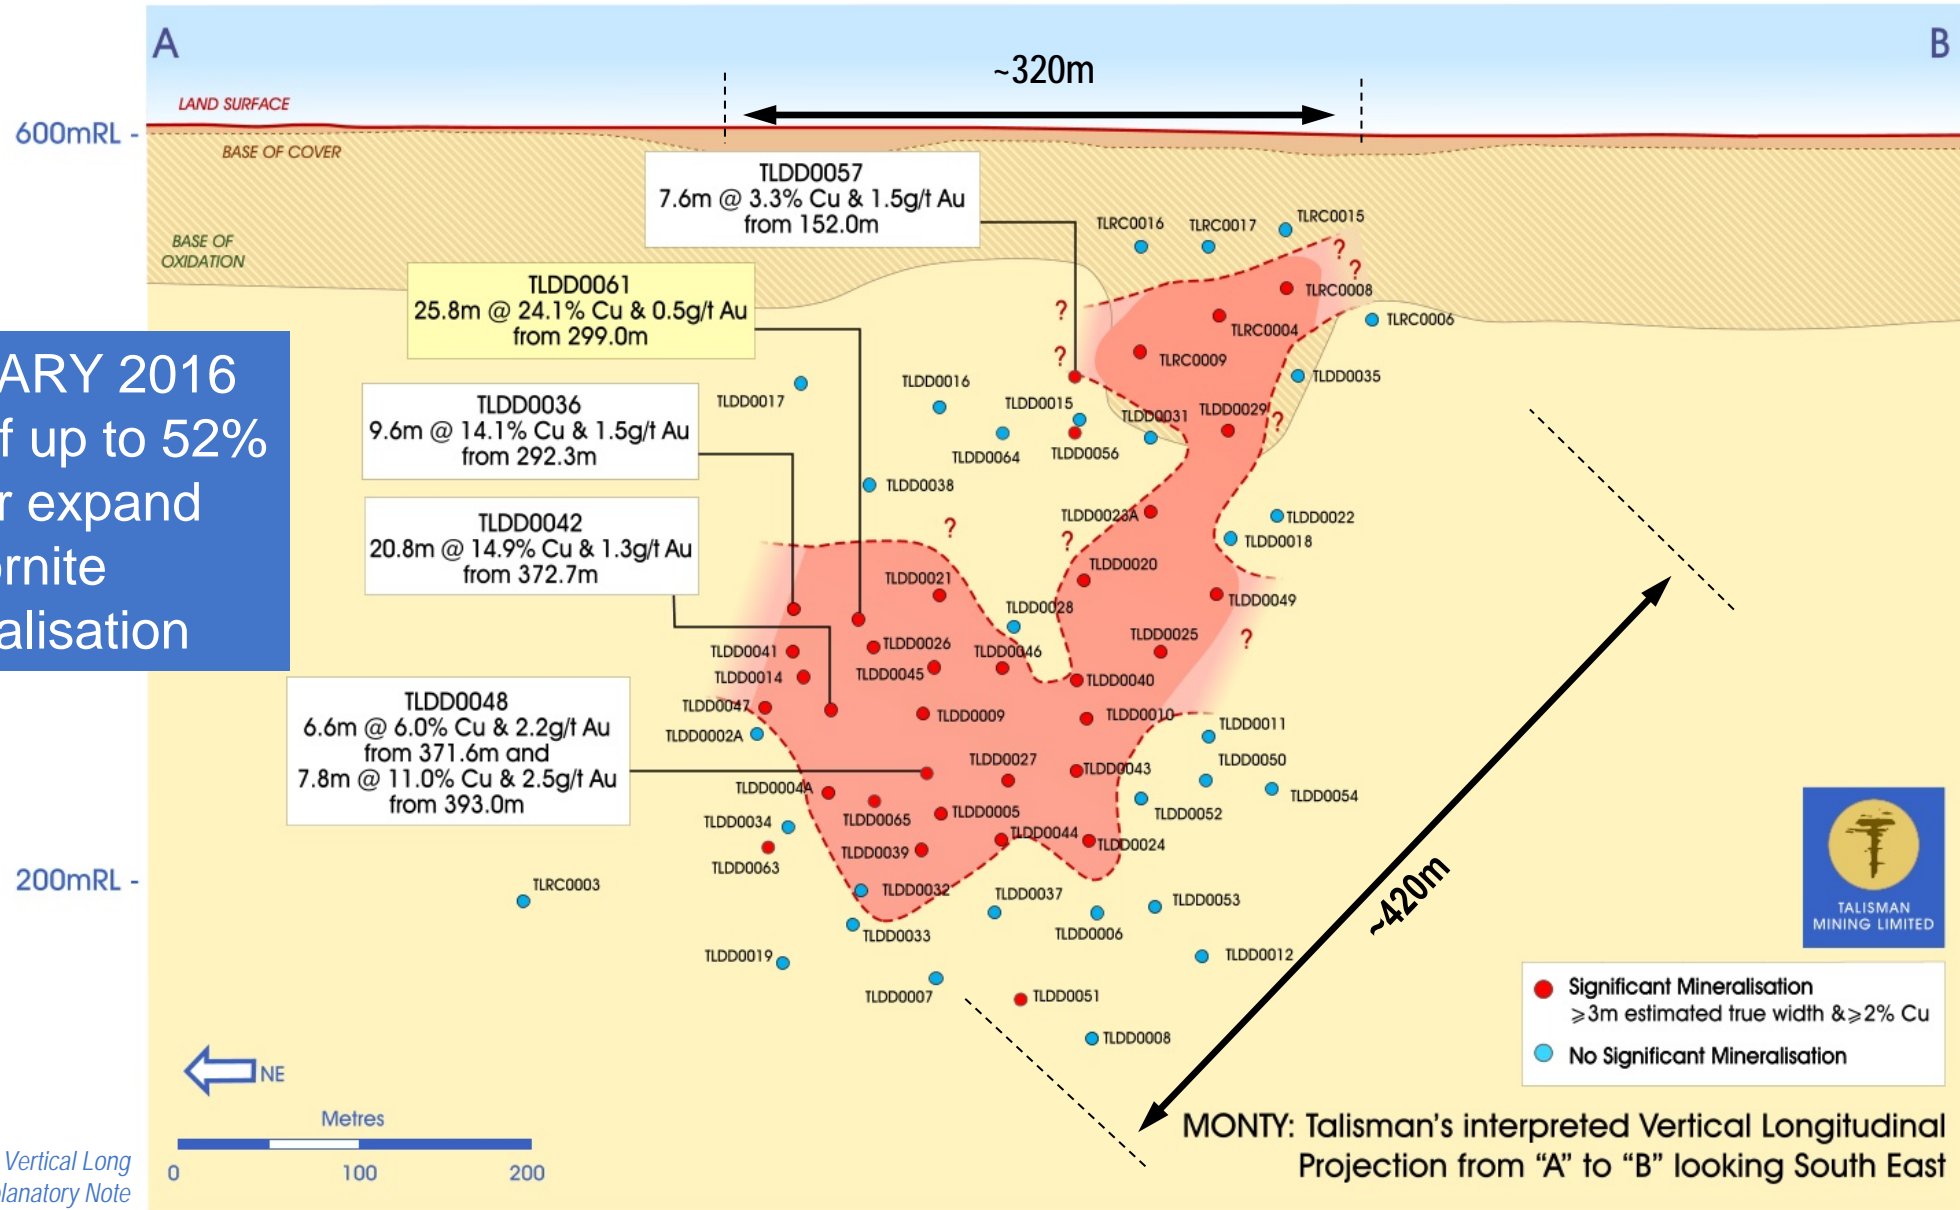 A
B
~320m
LAND SURFACE
600mRL -
BASE OF COVER
TLDD0057
7.6m @ 3.3% Cu & 1.5g/t Au
from 152.0m
TLRC0016
TLRC0017
TLRC0015
BASE OF
OXIDATION
?
?
TLDD0061
25.8m @ 24.1% Cu & 0.5g/t Au
from 299.0m
TLRC0008
?
TLRC0004
TLRC0006
ARY 2016
f up to 52%
r expand
ornite
alisation
?
TLRC0009
TLDD0035
TLDD0016
TLDD0017
TLDD0036
9.6m @ 14.1% Cu & 1.5g/t Au
from 292.3m
TLDD0015
TLDD0031
TLDD0029
?
TLDD0064
TLDD0056
TLDD0038
TLDD0042
20.8m @ 14.9% Cu & 1.3g/t Au
from 372.7m
?
?
TLDD0023A
TLDD0022
TLDD0018
TLDD0020
TLDD0021
TLDD0049
TLDD0028
TLDD0025
?
TLDD0041
TLDD0026
TLDD0046
TLDD0014
TLDD0045
TLDD0040
TLDD0047
TLDD0009
TLDD0010
TLDD0011
TLDD0002A
TLDD0048
6.6m @ 6.0% Cu & 2.2g/t Au
from 371.6m and
7.8m @ 11.0% Cu & 2.5g/t Au
from 393.0m
TLDD0027
TLDD0043
TLDD0050
TLDD0054
TLDD0004A
TLDD0065
TLDD0005
TLDD0052
TLDD0034
TLDD0044
TLDD0024
TLDD0063
TLDD0039
200mRL -
TLRC0003
TLDD0032
TLDD0037
TLDD0053
~420m
TLDD0033
TLDD0006
TLDD0019
TLDD0012
TLDD0007
TLDD0051
TLDD0008
TALISMAN
MINING LIMITED
Significant Mineralisation
⩾3m estimated true width &⩾2% Cu
No Significant Mineralisation
NE
Metres
0 100 200
MONTY: Talisman's interpreted Vertical Longitudinal
Projection from "A" to "B" looking South East
Vertical Long
lanatory Note